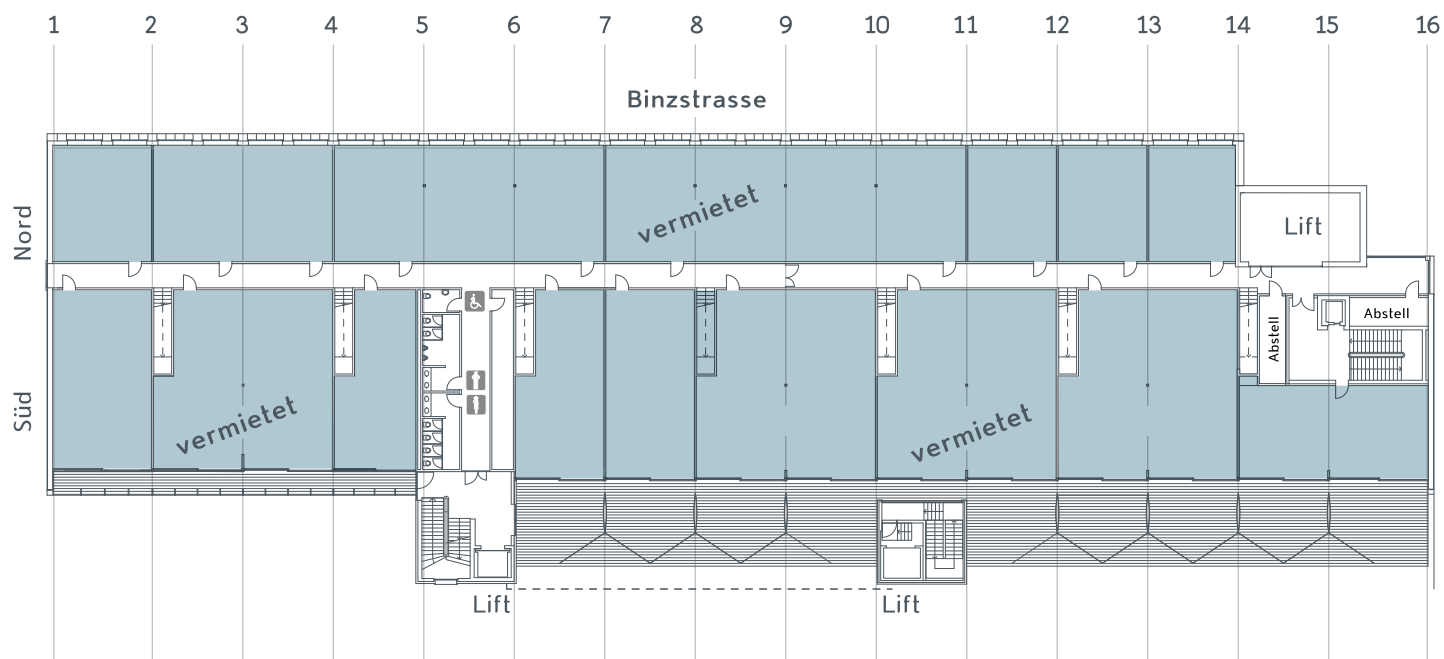 1 2 3 4 5 6 7 8 9 10 11 12 13 14 15 16
Binzstrasse
Nord
vermietet
Lift
Abstell
Abstell
Süd
vermietet
vermietet
Lift
Lift